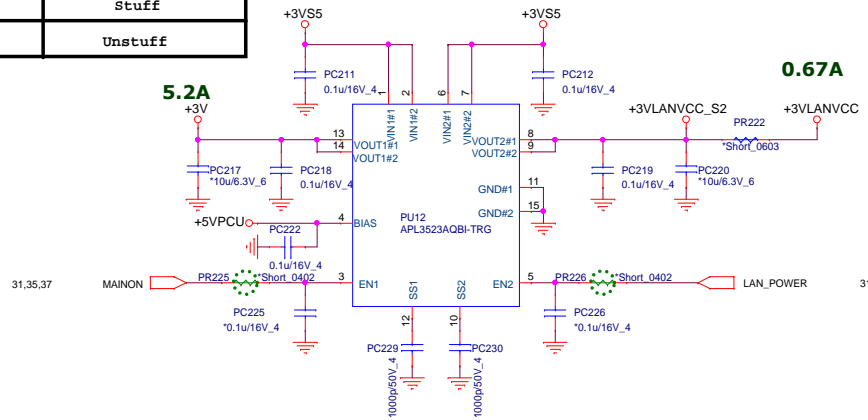 Stuff
Unstuff
+3VS5
+3VS5
PC211
0.1u/16V_4
PC212
0.1u/16V_4
0.67A
5.2A
+3V
1
2
6
7
VIN1#1
VIN1#2
VIN2#1
VIN2#2
+3VLANVCC_S2
+3VLANVCC
PR222
*Short_0603
13
14
VOUT1#1
VOUT1#2
VOUT2#1
VOUT2#2
8
9
PC217
*10u/6.3V_6
PC218
0.1u/16V_4
PC219
0.1u/16V_4
PC220
*10u/6.3V_6
GND#1
11
GND#2
15
+5VPCU
4
BIAS
PU12
APL3523AQBI-TRG
PC222
0.1u/16V_4
31,35,37
MAINON
PR225
*Short_0402
3
EN1
EN2
5
PR226
*Short_0402
LAN_POWER
31
SS1
SS2
PC225
*0.1u/16V_4
12
10
PC226
*0.1u/16V_4
PC229
1000p/50V_4
PC230
1000p/50V_4